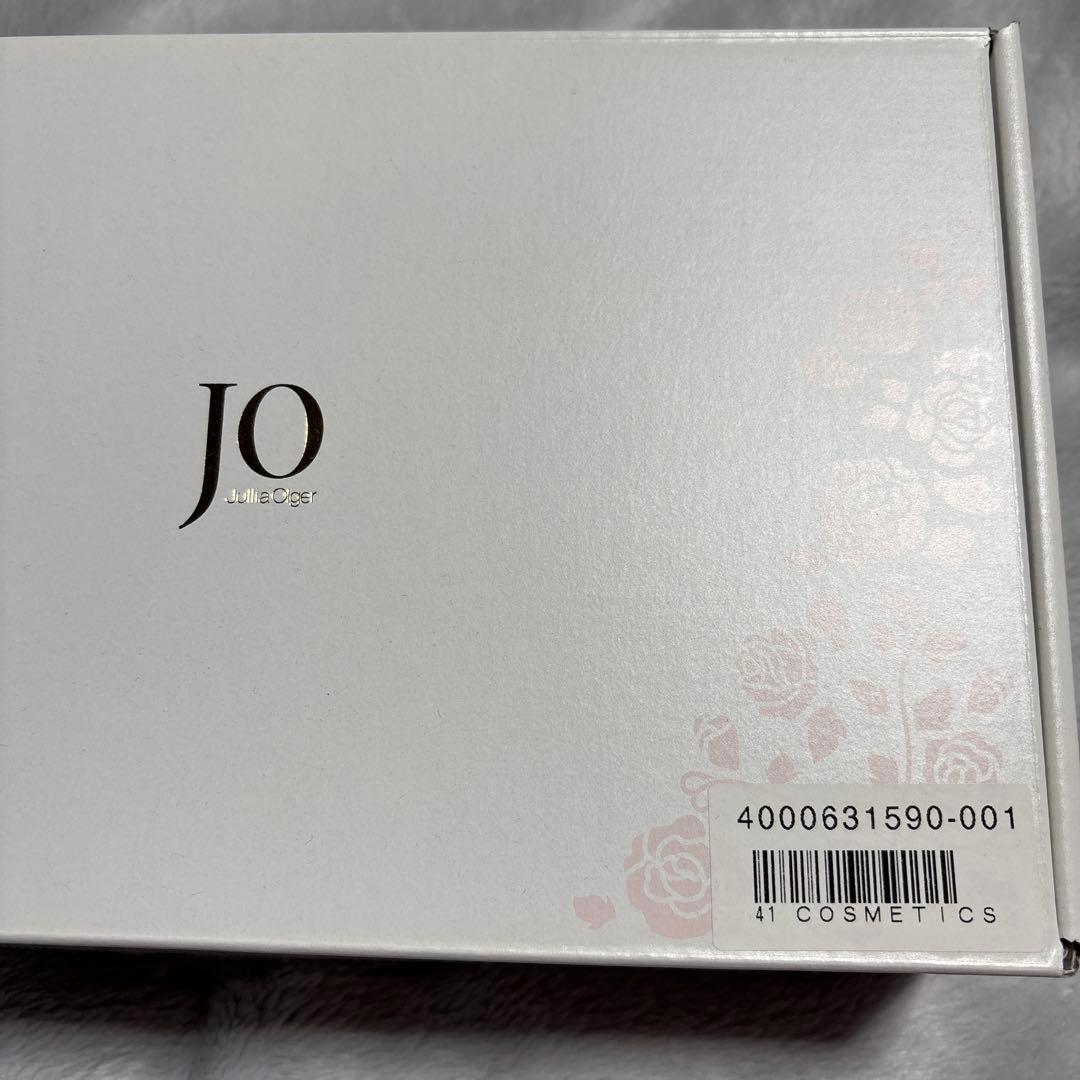 JO
Jullia Olger
4000631590-001
41 COSMETICS